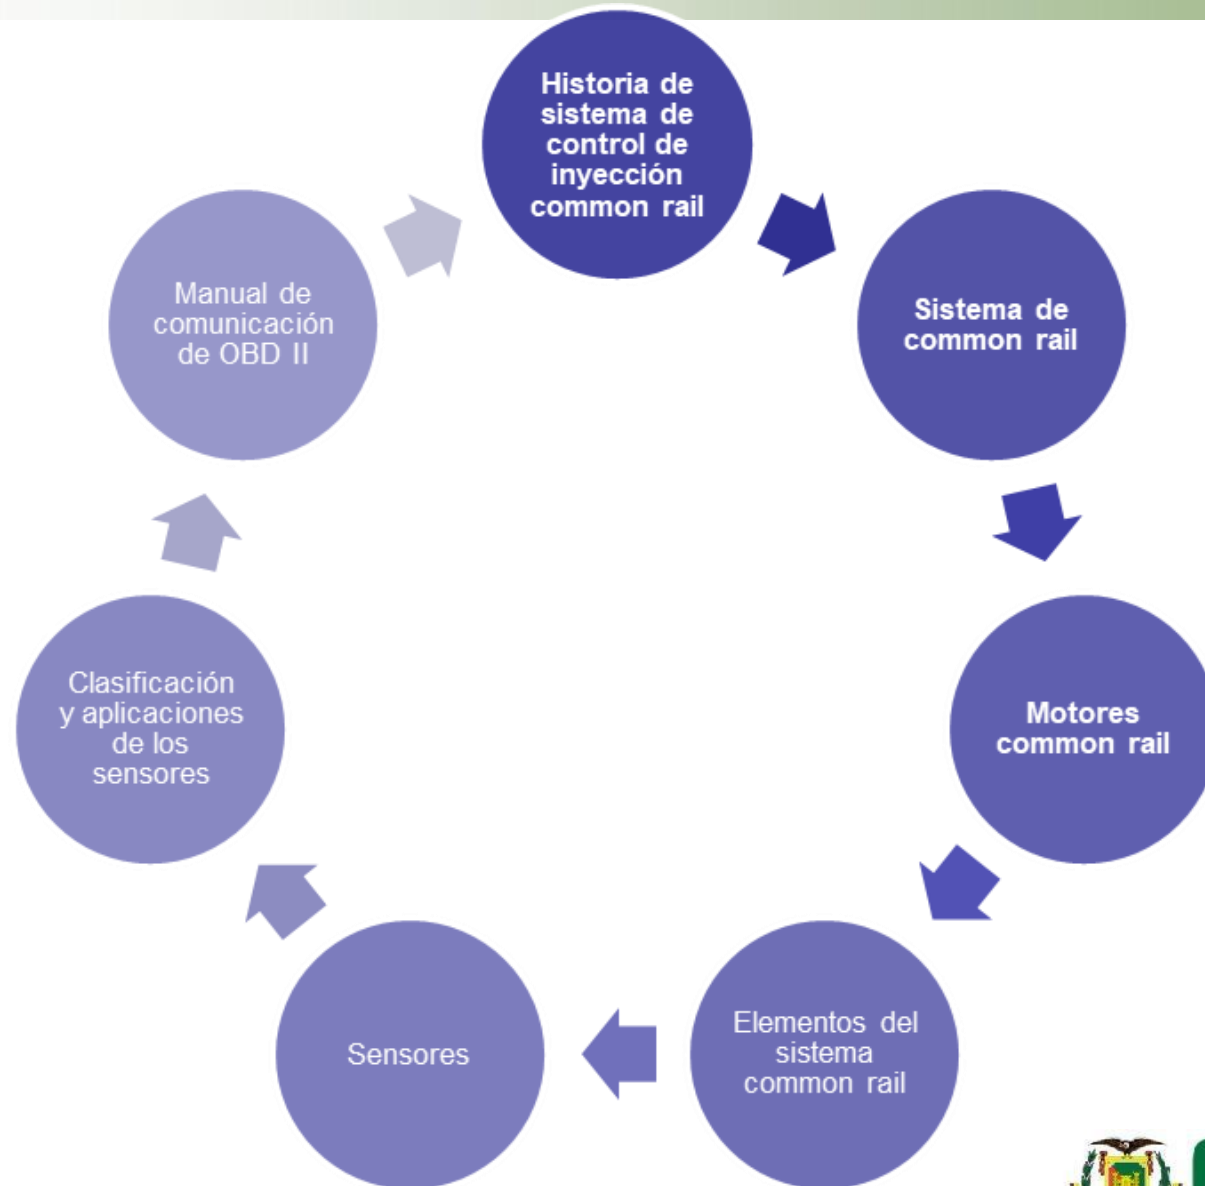 Historia de
sistema de
control de
inyección
common rail
Sistema de
common rail
Motores
common rail
Elementos del
sistema
common rail
Sensores
Clasificación
y aplicaciones
de los
sensores
Manual de
comunicación
de OBD II